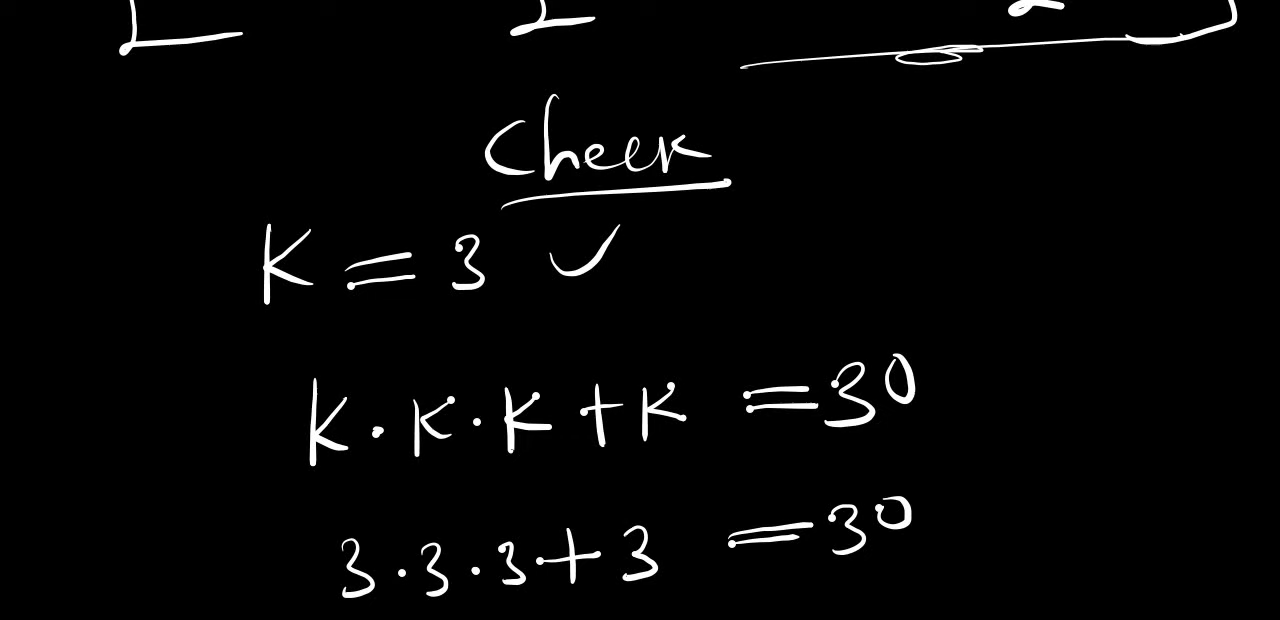 Check
K = 3 ✓
K · K · K + K = 30
3 · 3 · 3 + 3 = 30